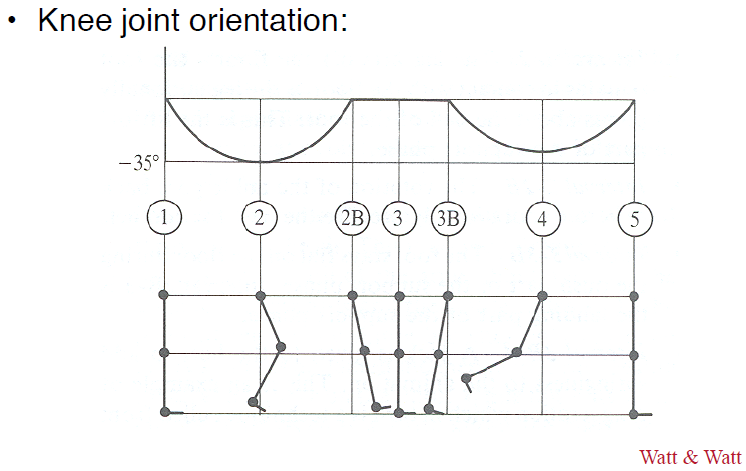 • Knee joint orientation:
−35°
1 2 2B 3 3B 4 5
Watt & Watt